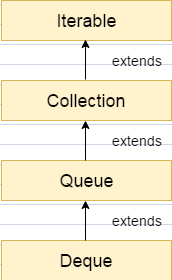 Iterable
extends
Collection
extends
Queue
extends
Deque